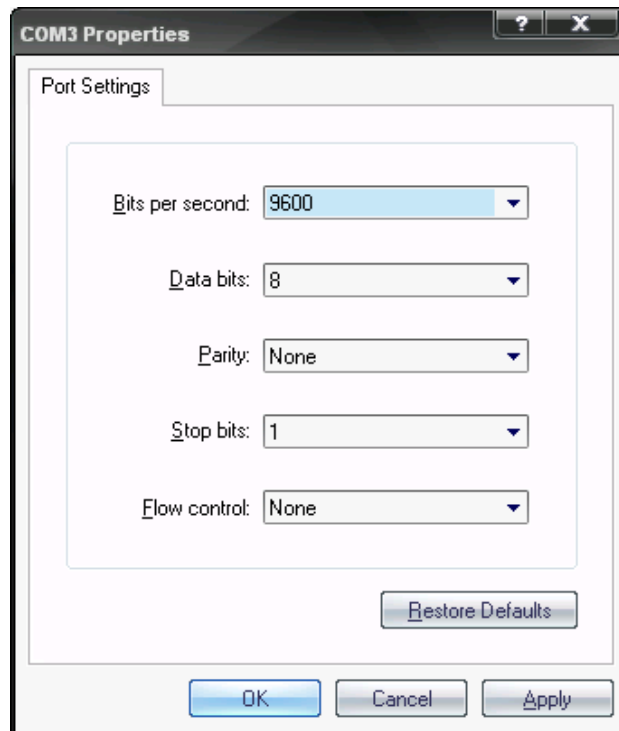 COM3 Properties
Port Settings
Bits per second: 9600
Data bits: 8
Parity: None
Stop bits: 1
Flow control: None
Restore Defaults
OK Cancel Apply